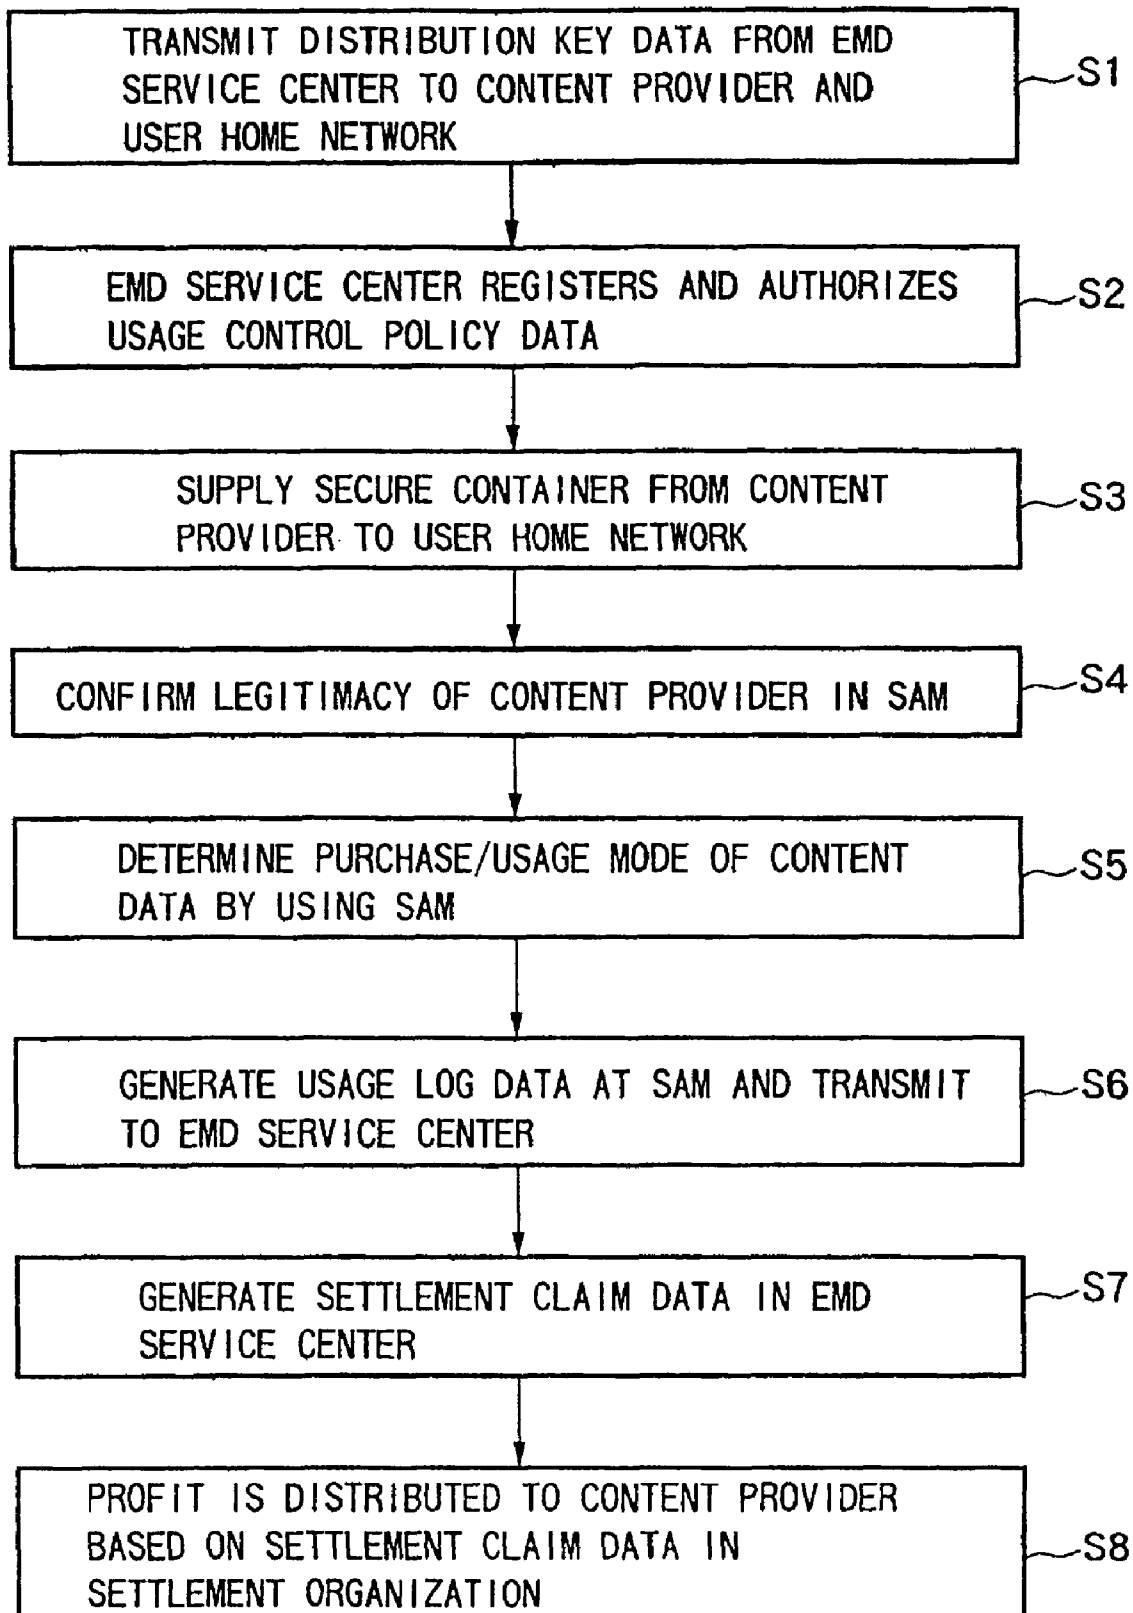 TRANSMIT DISTRIBUTION KEY DATA FROM EMD
SERVICE CENTER TO CONTENT PROVIDER AND
USER HOME NETWORK
S1
EMD SERVICE CENTER REGISTERS AND AUTHORIZES
USAGE CONTROL POLICY DATA
S2
SUPPLY SECURE CONTAINER FROM CONTENT
PROVIDER TO USER HOME NETWORK
S3
CONFIRM LEGITIMACY OF CONTENT PROVIDER IN SAM
S4
DETERMINE PURCHASE/USAGE MODE OF CONTENT
DATA BY USING SAM
S5
GENERATE USAGE LOG DATA AT SAM AND TRANSMIT
TO EMD SERVICE CENTER
S6
GENERATE SETTLEMENT CLAIM DATA IN EMD
SERVICE CENTER
S7
PROFIT IS DISTRIBUTED TO CONTENT PROVIDER
BASED ON SETTLEMENT CLAIM DATA IN
SETTLEMENT ORGANIZATION
S8